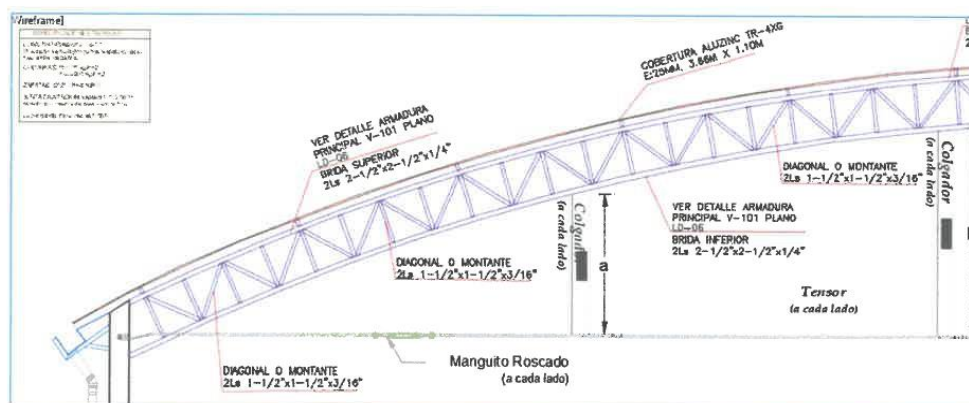 Wireframe]
COBERTURA ALUZINC TR-4XG
E:25MM, 3.66M X 1.10M
VER DETALLE ARMADURA
PRINCIPAL V-101 PLANO
LD-06
BRIDA SUPERIOR
2Ls 2-1/2"x2-1/2"x1/4"
DIAGONAL O MONTANTE
2Ls 1-1/2"x1-1/2"x3/16"
Colgador
(a cada lado)
VER DETALLE ARMADURA
PRINCIPAL V-101 PLANO
LD-06
BRIDA INFERIOR
2Ls 2-1/2"x2-1/2"x1/4"
(a cada lado)
a
DIAGONAL O MONTANTE
2Ls 1-1/2"x1-1/2"x3/16"
Tensor
(a cada lado)
Manguito Roscado
(a cada lado)
DIAGONAL O MONTANTE
2Ls 1-1/2"x1-1/2"x3/16"